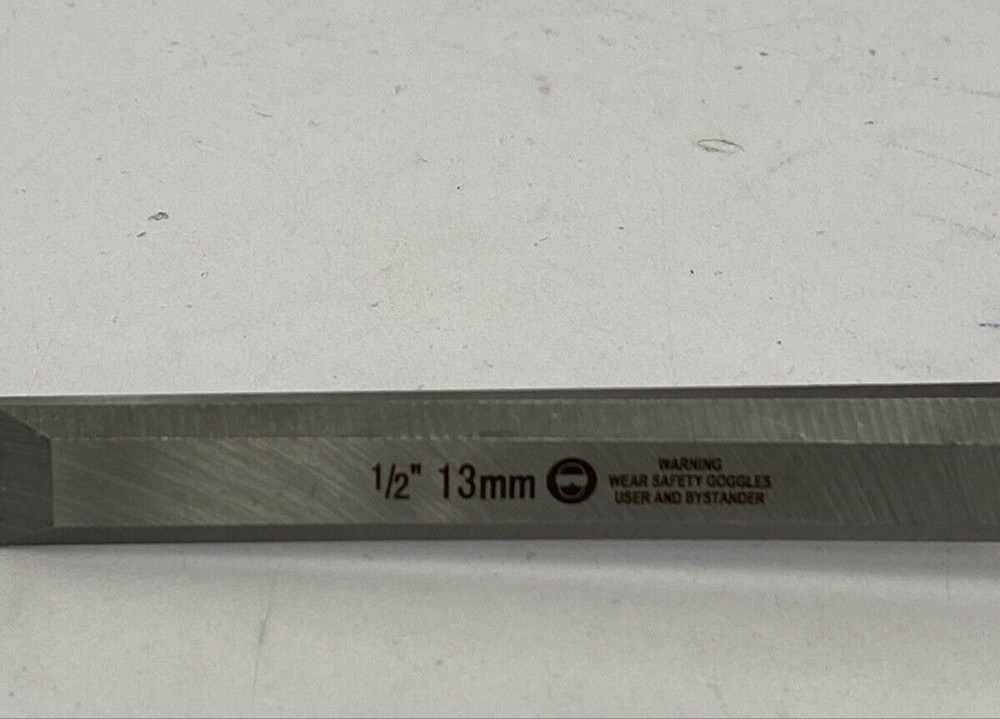 1/2" 13mm
WARNING
WEAR SAFETY GOGGLES
USER AND BYSTANDER